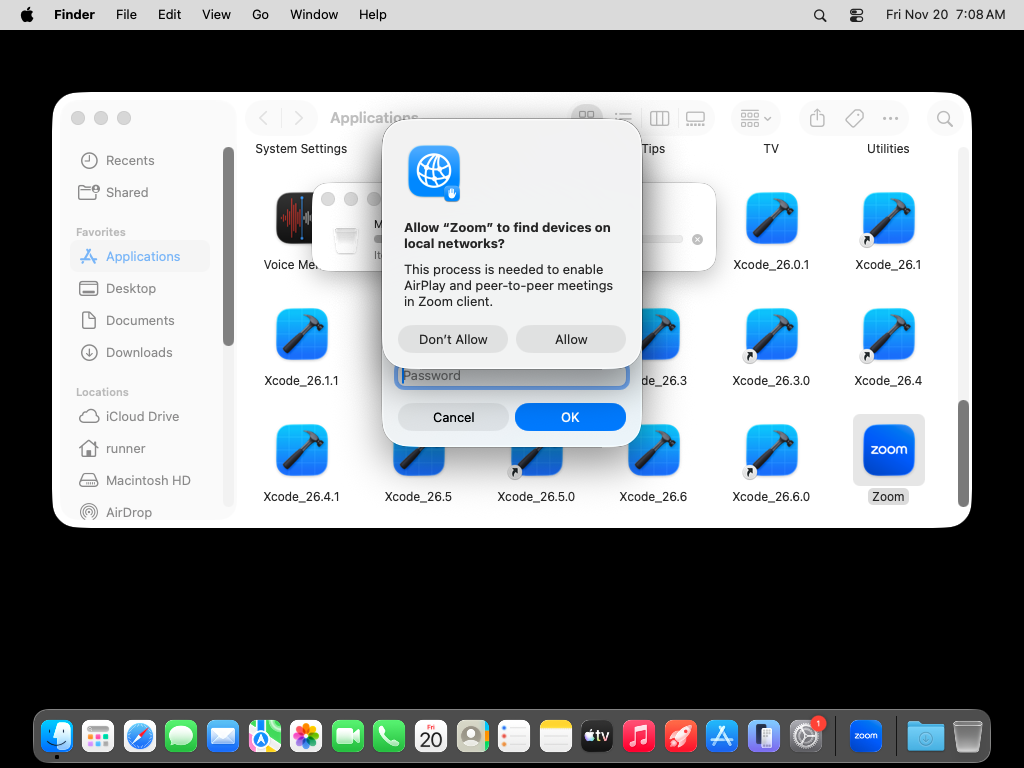 Finder File Edit View Go Window Help Fri Nov 20 7:08 AM
Applications
Recents
Shared
Favorites
Applications
Desktop
Documents
Downloads
Locations
iCloud Drive
runner
Macintosh HD
AirDrop
System Settings Tips TV Utilities
Allow “Zoom” to find devices on
local networks?
This process is needed to enable
AirPlay and peer-to-peer meetings
in Zoom client.
Don't Allow Allow
Password
Cancel OK
Voice Xcode_26.0.1 Xcode_26.1
Xcode_26.1.1 Xcode_26.3.0 Xcode_26.4
zoom
Xcode_26.4.1 Xcode_26.5 Xcode_26.5.0 Xcode_26.6 Xcode_26.6.0 Zoom
Fri
20
tv
1
zoom